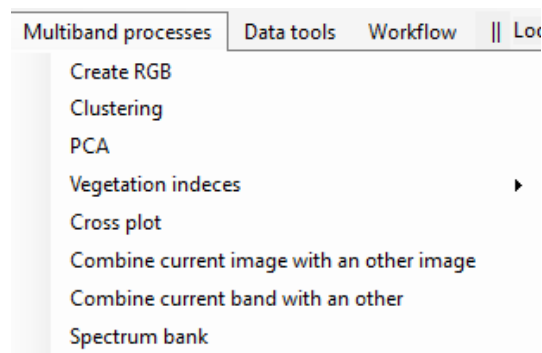 Multiband processes Data tools Workflow || Loc
Create RGB
Clustering
PCA
Vegetation indeces
Cross plot
Combine current image with an other image
Combine current band with an other
Spectrum bank